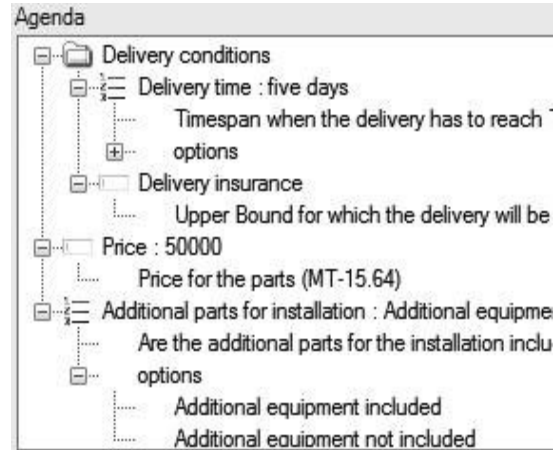 Agenda
Delivery conditions
Delivery time : five days
Timespan when the delivery has to reach
options
Delivery insurance
Upper Bound for which the delivery will be
Price : 50000
Price for the parts (MT-15.64)
Additional parts for installation : Additional
Are the additional parts for the installation
options
Additional equipment included
Additional equipment not included